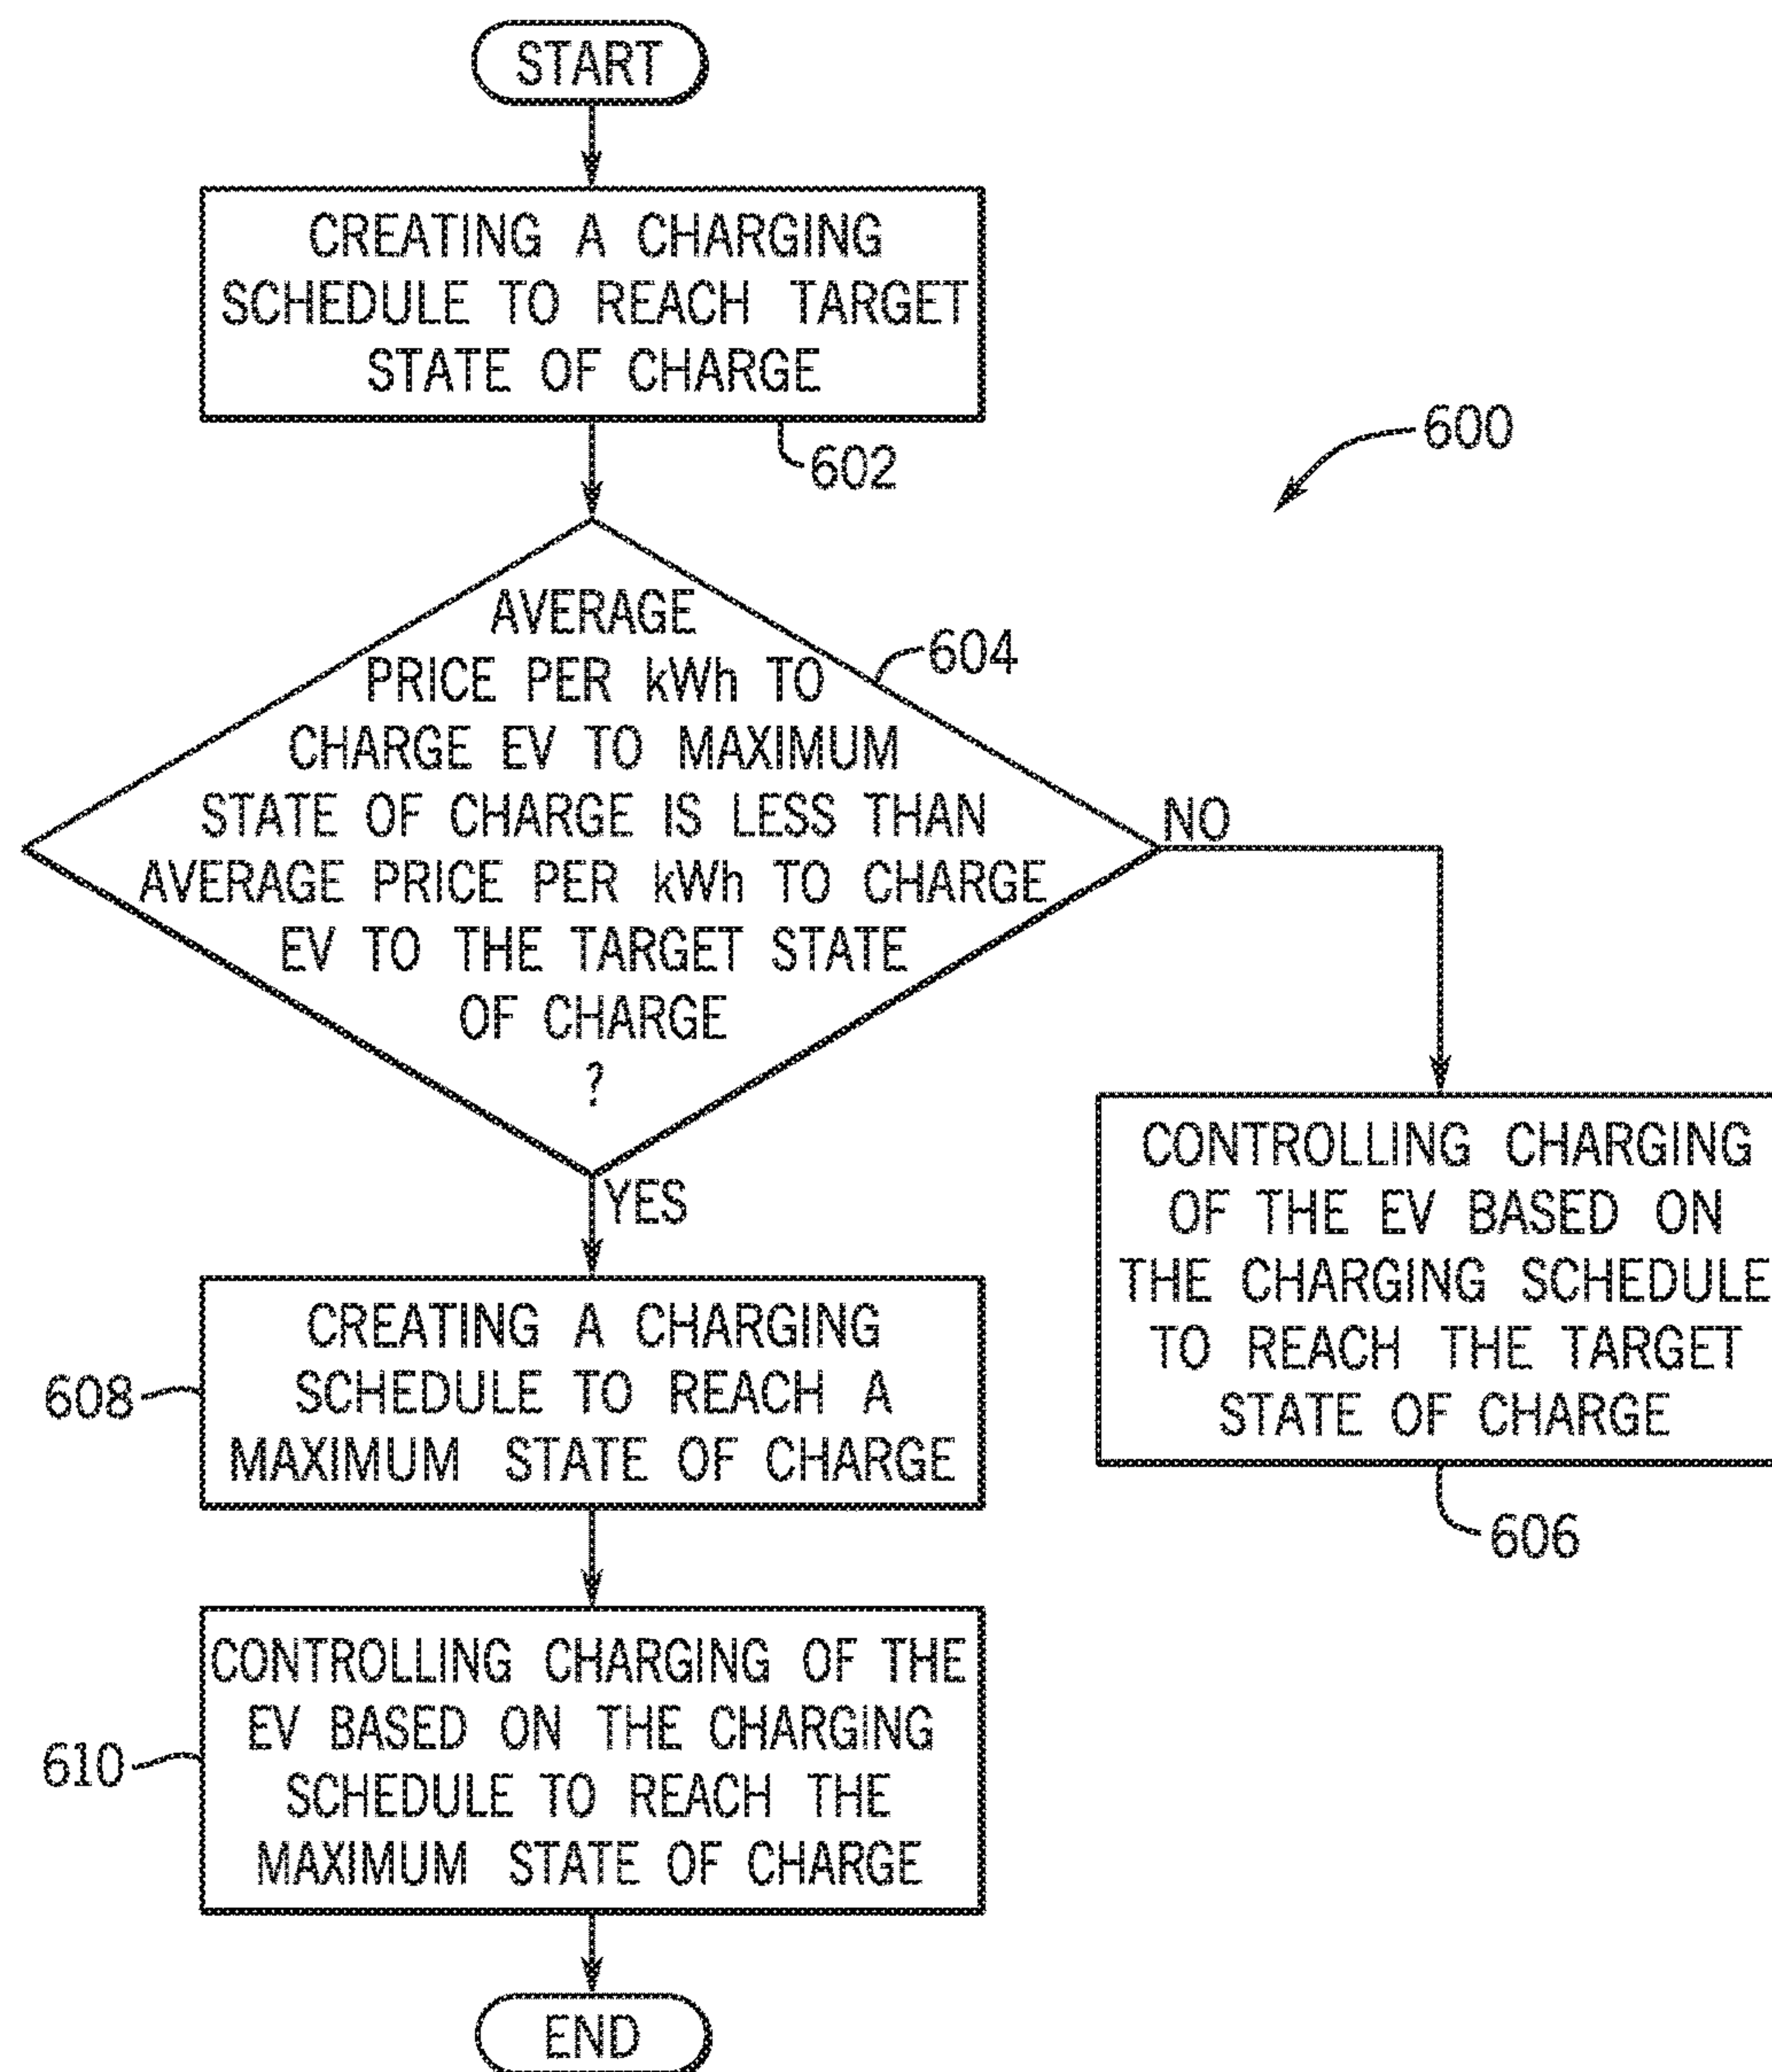 START
CREATING A CHARGING
SCHEDULE TO REACH TARGET
STATE OF CHARGE
602
600
AVERAGE
PRICE PER kWh TO
CHARGE EV TO MAXIMUM
STATE OF CHARGE IS LESS THAN
AVERAGE PRICE PER kWh TO CHARGE
EV TO THE TARGET STATE
OF CHARGE
?
604
NO
YES
CONTROLLING CHARGING
OF THE EV BASED ON
THE CHARGING SCHEDULE
TO REACH THE TARGET
STATE OF CHARGE
606
CREATING A CHARGING
SCHEDULE TO REACH A
MAXIMUM STATE OF CHARGE
608
CONTROLLING CHARGING OF THE
EV BASED ON THE CHARGING
SCHEDULE TO REACH THE
MAXIMUM STATE OF CHARGE
610
END